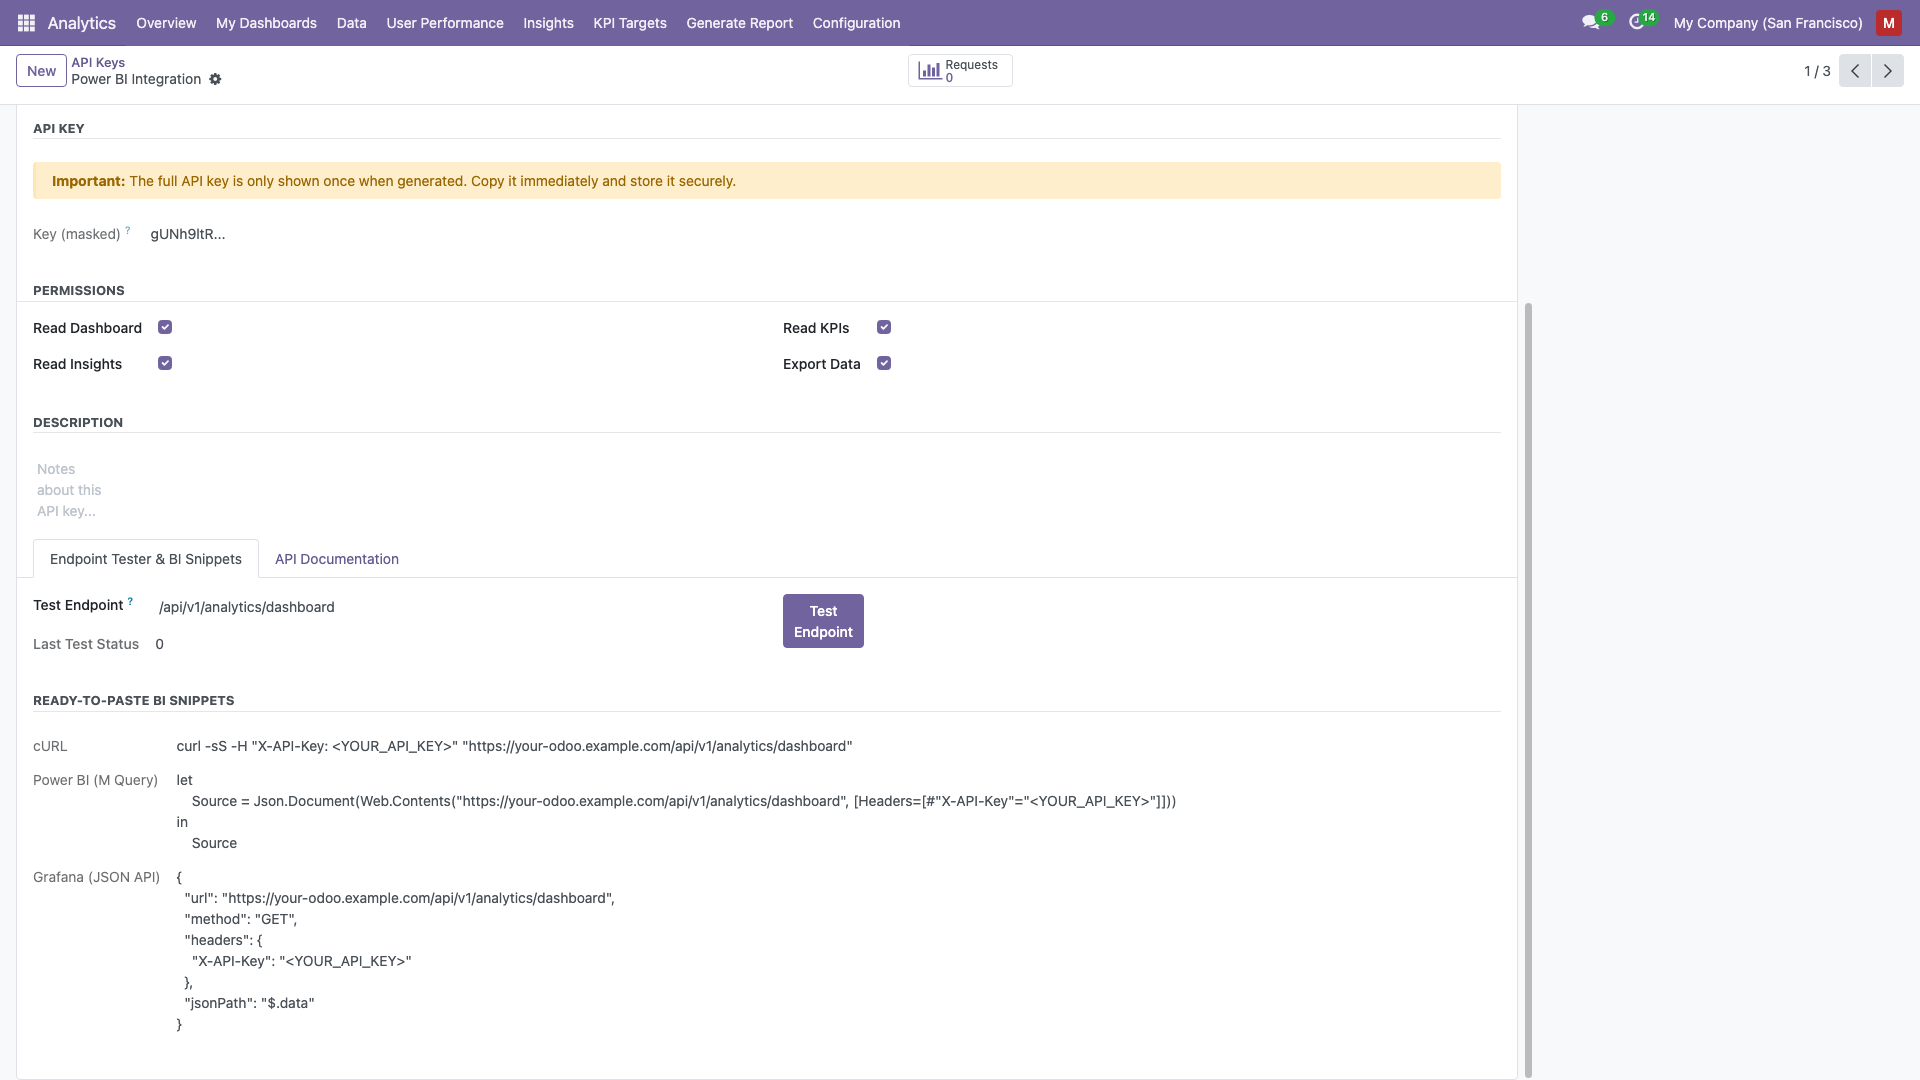 Analytics Overview My Dashboards Data User Performance Insights KPI Targets Generate Report Configuration 6 14 My Company (San Francisco) M
New API Keys
Power BI Integration
Requests
0
1 / 3
API KEY
Important: The full API key is only shown once when generated. Copy it immediately and store it securely.
Key (masked) ? gUNh9ltR...
PERMISSIONS
Read Dashboard Read KPIs
Read Insights Export Data
DESCRIPTION
Notes
about this
API key...
Endpoint Tester & BI Snippets API Documentation
Test Endpoint ? /api/v1/analytics/dashboard
Test
Endpoint
Last Test Status 0
READY-TO-PASTE BI SNIPPETS
cURL curl -sS -H "X-API-Key: <YOUR_API_KEY>" "https://your-odoo.example.com/api/v1/analytics/dashboard"
Power BI (M Query) let
Source = Json.Document(Web.Contents("https://your-odoo.example.com/api/v1/analytics/dashboard", [Headers=[#"X-API-Key"="<YOUR_API_KEY>"]]))
in
Source
Grafana (JSON API) {
"url": "https://your-odoo.example.com/api/v1/analytics/dashboard",
"method": "GET",
"headers": {
"X-API-Key": "<YOUR_API_KEY>"
},
"jsonPath": "$.data"
}